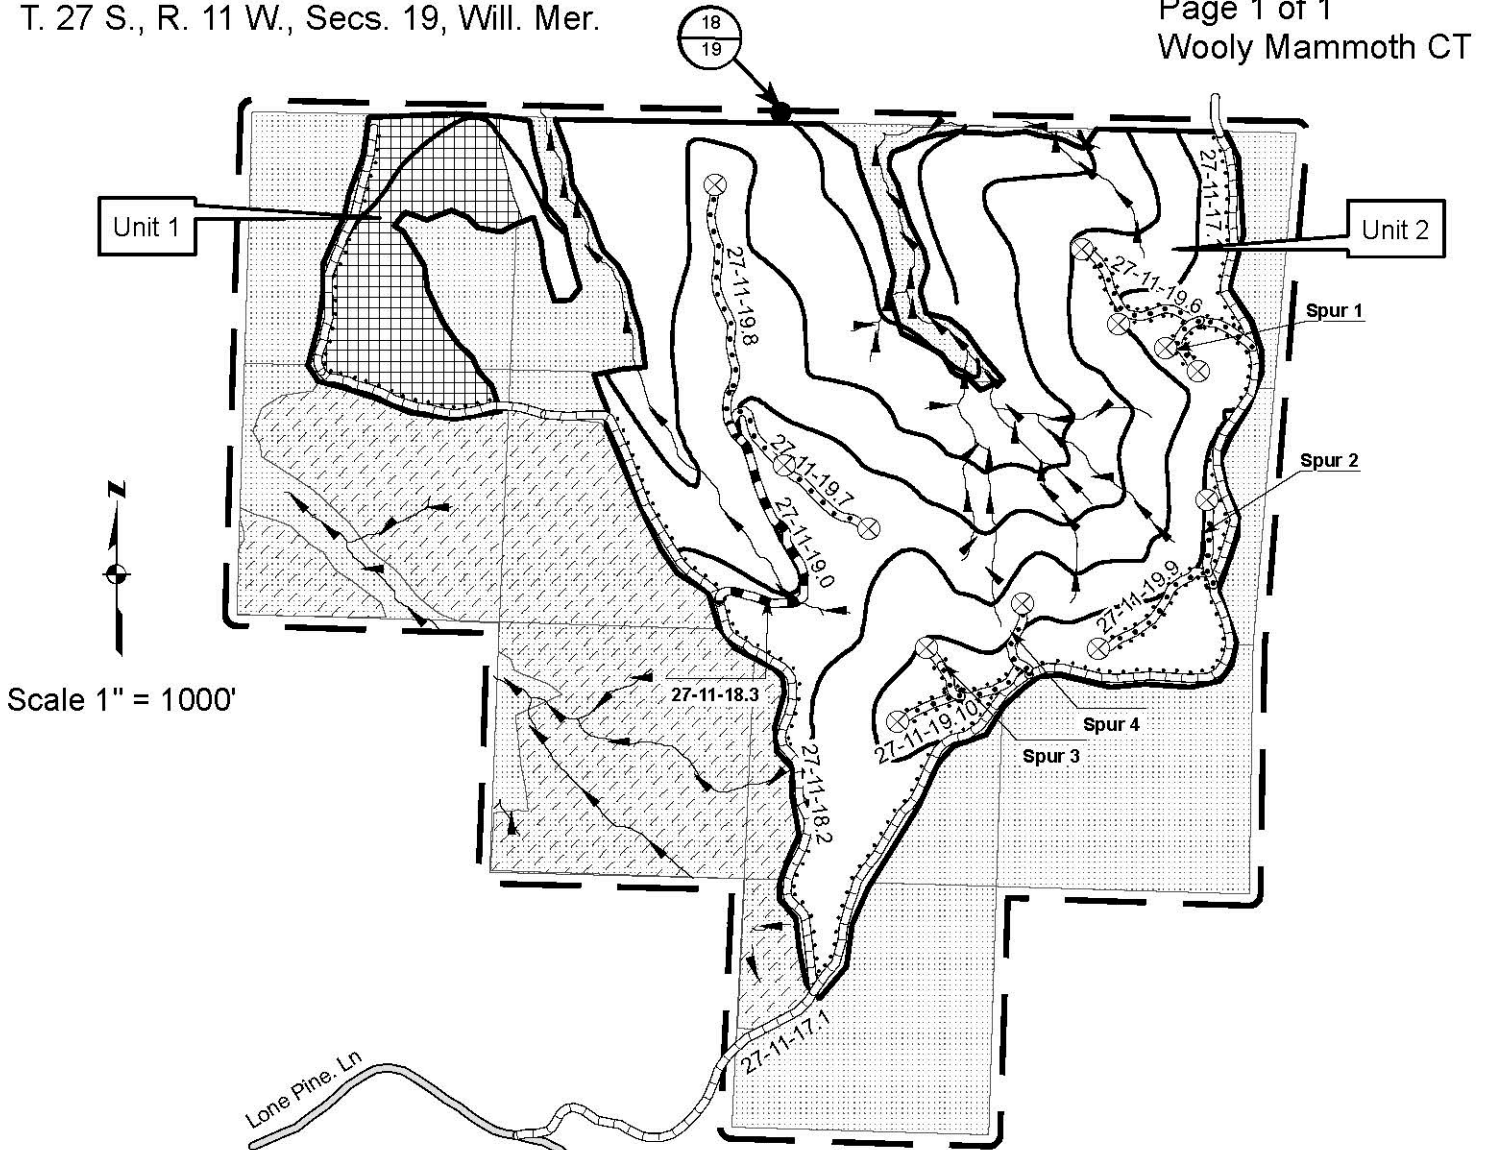 T. 27 S., R. 11 W., Secs. 19, Will. Mer.
Page 1 of 1
Wooly Mammoth CT
18
19
Unit 1
Unit 2
27-11-17.1
27-11-19.6
Spur 1
27-11-19.8
27-11-19.7
27-11-19.0
Spur 2
27-11-19.9
N
Scale 1" = 1000'
27-11-18.3
27-11-19.10
Spur 4
Spur 3
27-11-18.2
27-11-17.1
Lone Pine. Ln